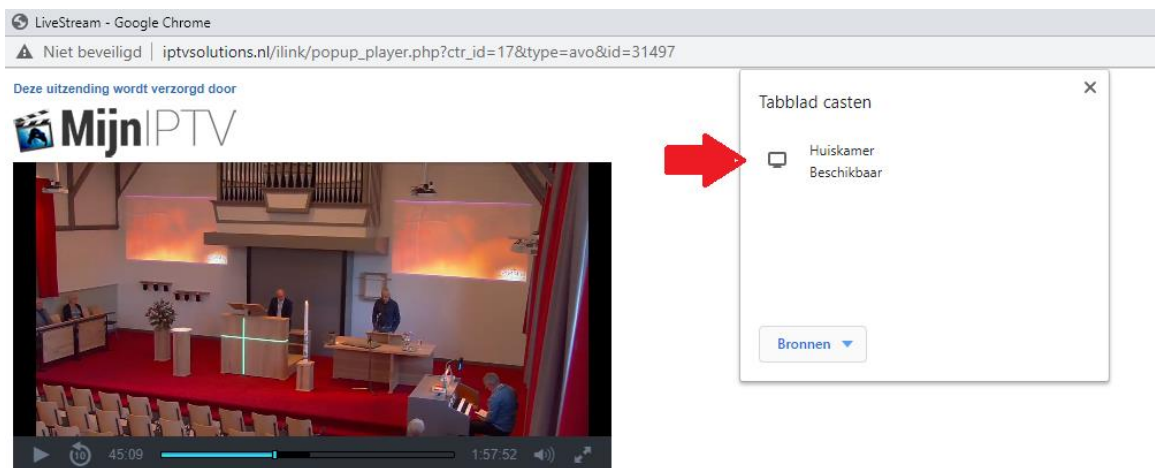 LiveStream - Google Chrome
Niet beveiligd | iptvsolutions.nl/ilink/popup_player.php?ctr_id=17&type=avo&id=31497
Deze uitzending wordt verzorgd door
MijnIPTV
Tabblad casten
Huiskamer
Beschikbaar
Bronnen
10 45:09 1:57:52